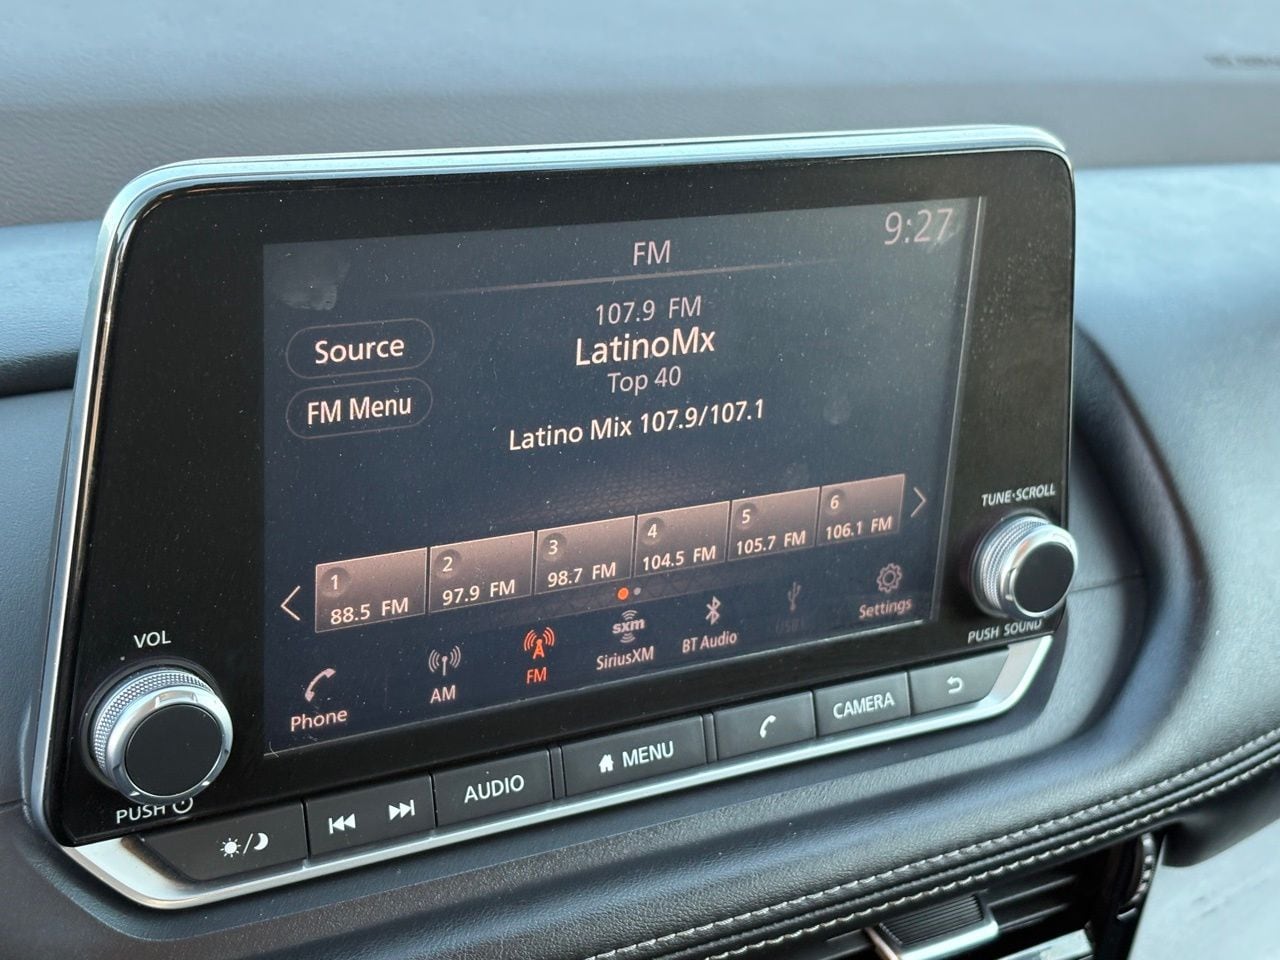 9:27
FM
107.9 FM
LatinoMx
Top 40
Latino Mix 107.9/107.1
Source
FM Menu
1
88.5 FM
2
97.9 FM
3
98.7 FM
4
104.5 FM
5
105.7 FM
6
106.1 FM
Phone
AM
FM
sxm
SiriusXM
BT Audio
USB1
Settings
VOL
PUSH
TUNE·SCROLL
PUSH SOUND
AUDIO
MENU
CAMERA